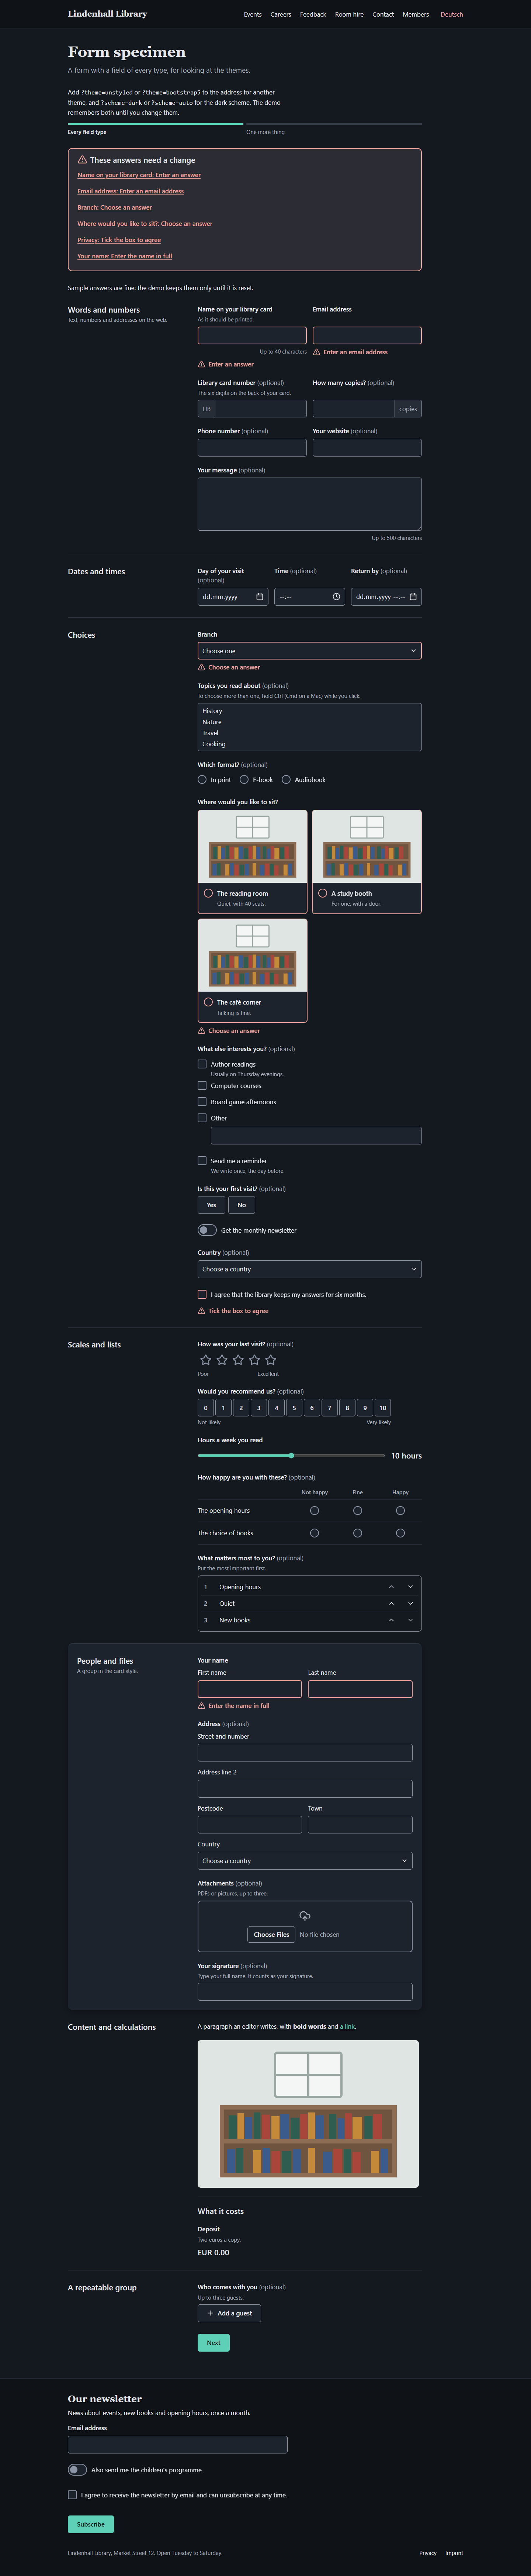 Lindenhall Library
Events Careers Feedback Room hire Contact Members Deutsch
Form specimen
A form with a field of every type, for looking at the themes.
Add ?theme=unstyled or ?theme=bootstrap5 to the address for another
theme, and ?scheme=dark or ?scheme=auto for the dark scheme. The demo
remembers both until you change them.
Every field type
One more thing
These answers need a change
Name on your library card: Enter an answer
Email address: Enter an email address
Branch: Choose an answer
Where would you like to sit?: Choose an answer
Privacy: Tick the box to agree
Your name: Enter the name in full
Sample answers are fine: the demo keeps them only until it is reset.
Words and numbers
Text, numbers and addresses on the web.
Name on your library card
As it should be printed.
Up to 40 characters
Enter an answer
Email address
Enter an email address
Library card number (optional)
The six digits on the back of your card.
LIB
How many copies? (optional)
copies
Phone number (optional)
Your website (optional)
Your message (optional)
Up to 500 characters
Dates and times
Day of your visit
(optional)
dd.mm.yyyy
Time (optional)
--:--
Return by (optional)
dd.mm.yyyy --:--
Choices
Branch
Choose one
Choose an answer
Topics you read about (optional)
To choose more than one, hold Ctrl (Cmd on a Mac) while you click.
History
Nature
Travel
Cooking
Which format? (optional)
In print E-book Audiobook
Where would you like to sit?
The reading room
Quiet, with 40 seats.
A study booth
For one, with a door.
The café corner
Talking is fine.
Choose an answer
What else interests you? (optional)
Author readings
Usually on Thursday evenings.
Computer courses
Board game afternoons
Other
Send me a reminder
We write once, the day before.
Is this your first visit? (optional)
Yes No
Get the monthly newsletter
Country (optional)
Choose a country
I agree that the library keeps my answers for six months.
Tick the box to agree
Scales and lists
How was your last visit? (optional)
Poor Excellent
Would you recommend us? (optional)
0 1 2 3 4 5 6 7 8 9 10
Not likely Very likely
Hours a week you read
10 hours
How happy are you with these? (optional)
Not happy Fine Happy
The opening hours
The choice of books
What matters most to you? (optional)
Put the most important first.
1 Opening hours
2 Quiet
3 New books
People and files
A group in the card style.
Your name
First name Last name
Enter the name in full
Address (optional)
Street and number
Address line 2
Postcode Town
Country
Choose a country
Attachments (optional)
PDFs or pictures, up to three.
Choose Files No file chosen
Your signature (optional)
Type your full name. It counts as your signature.
Content and calculations
A paragraph an editor writes, with bold words and a link.
What it costs
Deposit
Two euros a copy.
EUR 0.00
A repeatable group
Who comes with you (optional)
Up to three guests.
Add a guest
Next
Our newsletter
News about events, new books and opening hours, once a month.
Email address
Also send me the children's programme
I agree to receive the newsletter by email and can unsubscribe at any time.
Subscribe
Lindenhall Library, Market Street 12. Open Tuesday to Saturday.
Privacy Imprint